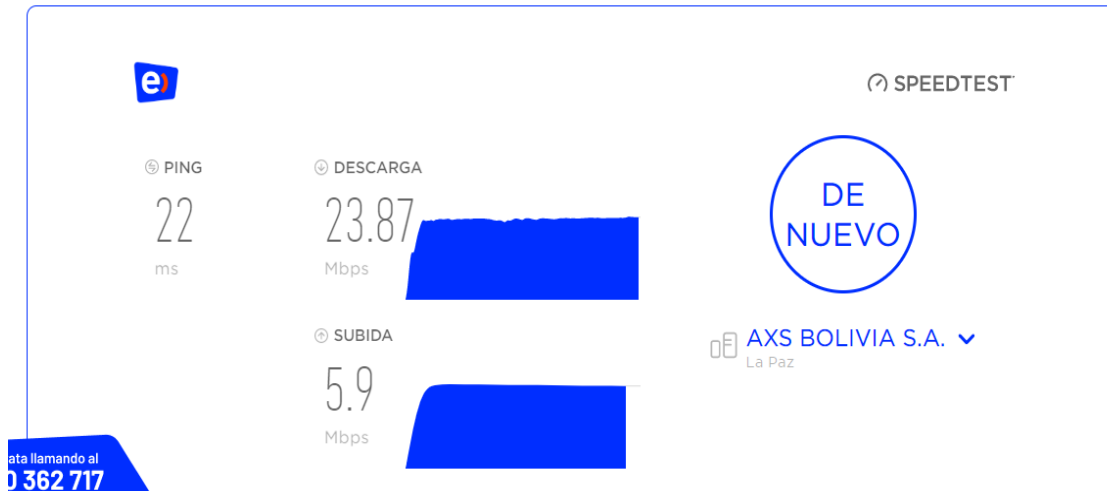 e)
SPEEDTEST
PING
22
ms
DESCARGA
23.87
Mbps
SUBIDA
5.9
Mbps
DE
NUEVO
AXS BOLIVIA S.A.
La Paz
ata llamando al
0 362 717